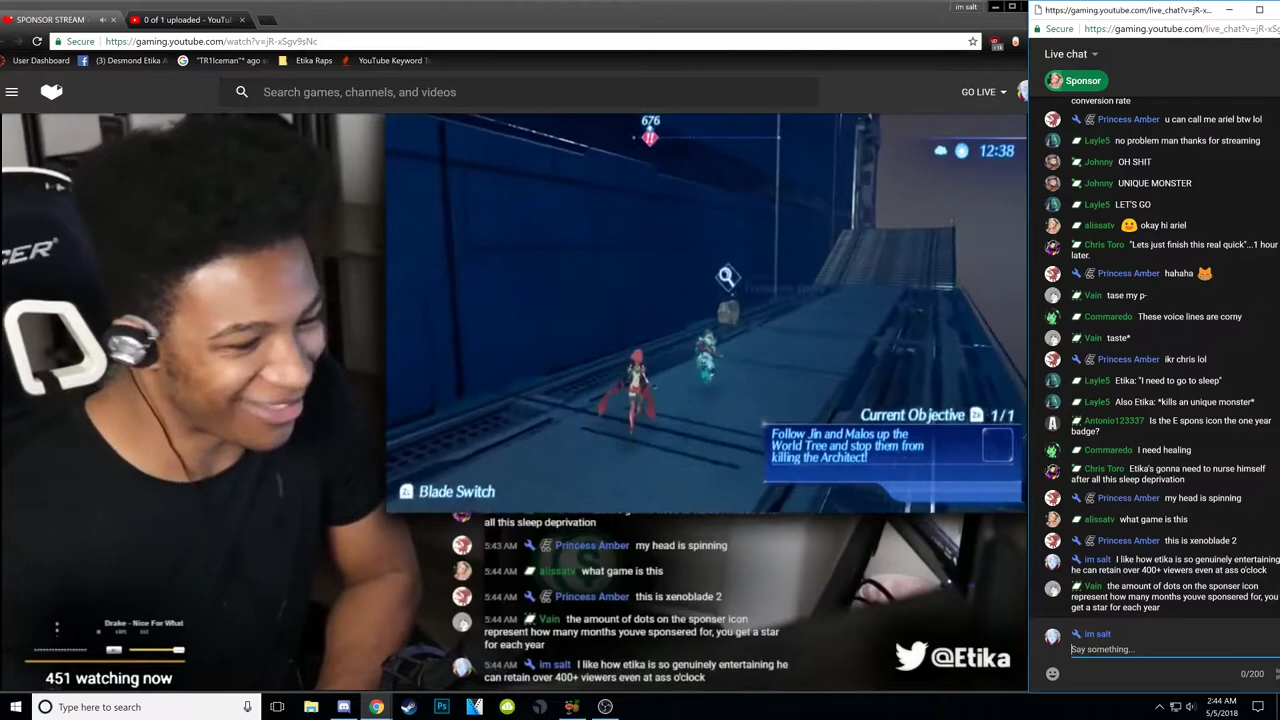 SPONSOR STREAM -
0 of 1 uploaded - YouTu
im salt
Secure https://gaming.youtube.com/watch?v=jR-xSgv9sNc
User Dashboard (3) Desmond Etika A "TR1Iceman"* ago s Etika Raps YouTube Keyword T
Search games, channels, and videos
GO LIVE
676
12:38
Current Objective 1/1
Follow Jin and Malos up the
World Tree and stop them from
killing the Architect!
Blade Switch
all this sleep deprivation
5:43 AM Princess Amber my head is spinning
5:44 AM alissatv what game is this
5:44 AM Princess Amber this is xenoblade 2
5:44 AM Vain the amount of dots on the sponser icon
represent how many months youve sponsered for, you get a star
for each year
5:44 AM im salt I like how etika is so genuinely entertaining he
can retain over 400+ viewers even at ass o'clock
Drake - Nice For What
451 watching now
@Etika
https://gaming.youtube.com/live_chat?v=jR-x
Secure https://gaming.youtube.com/live_chat?v=jR-xSg
Live chat
Sponsor
conversion rate
Princess Amber u can call me ariel btw lol
Layle5 no problem man thanks for streaming
Johnny OH SHIT
Johnny UNIQUE MONSTER
Layle5 LET'S GO
alissatv okay hi ariel
Chris Toro "Lets just finish this real quick"...1 hour
later.
Princess Amber hahaha
Vain tase my p-
Commaredo These voice lines are corny
Vain taste*
Princess Amber ikr chris lol
Layle5 Etika: "I need to go to sleep"
Layle5 Also Etika: *kills an unique monster*
Antonio123337 Is the E spons icon the one year
badge?
Commaredo I need healing
Chris Toro Etika's gonna need to nurse himself
after all this sleep deprivation
Princess Amber my head is spinning
alissatv what game is this
Princess Amber this is xenoblade 2
im salt I like how etika is so genuinely entertaining
he can retain over 400+ viewers even at ass o'clock
Vain the amount of dots on the sponser icon
represent how many months youve sponsered for, you
get a star for each year
im salt
Say something...
0/200
Type here to search
2:44 AM
5/5/2018